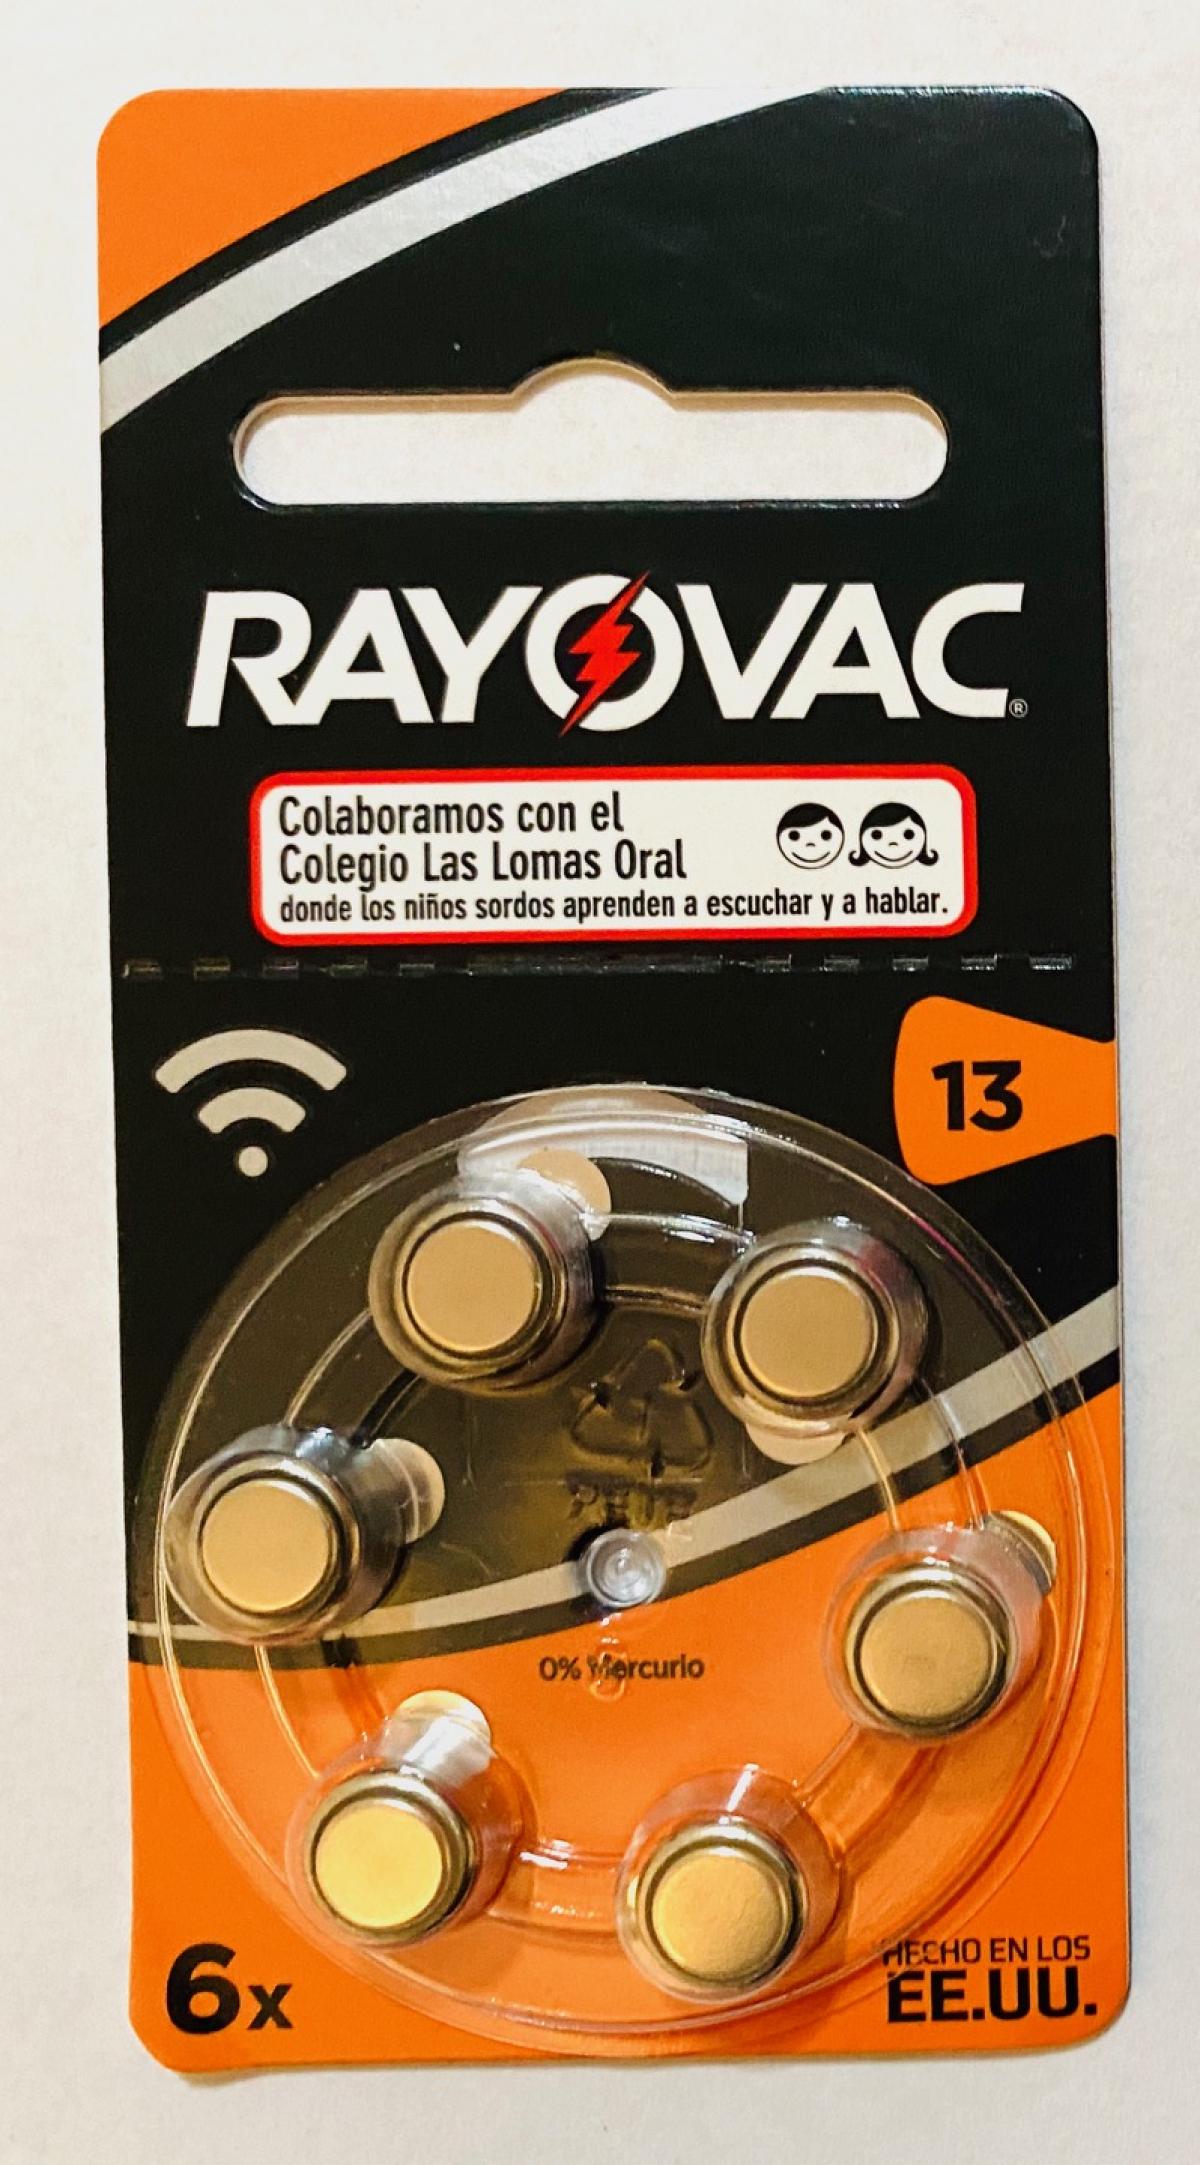 RAYOVAC®
Colaboramos con el
Colegio Las Lomas Oral
donde los niños sordos aprenden a escuchar y a hablar.
13
0% Mercurio
6x
HECHO EN LOS
EE.UU.